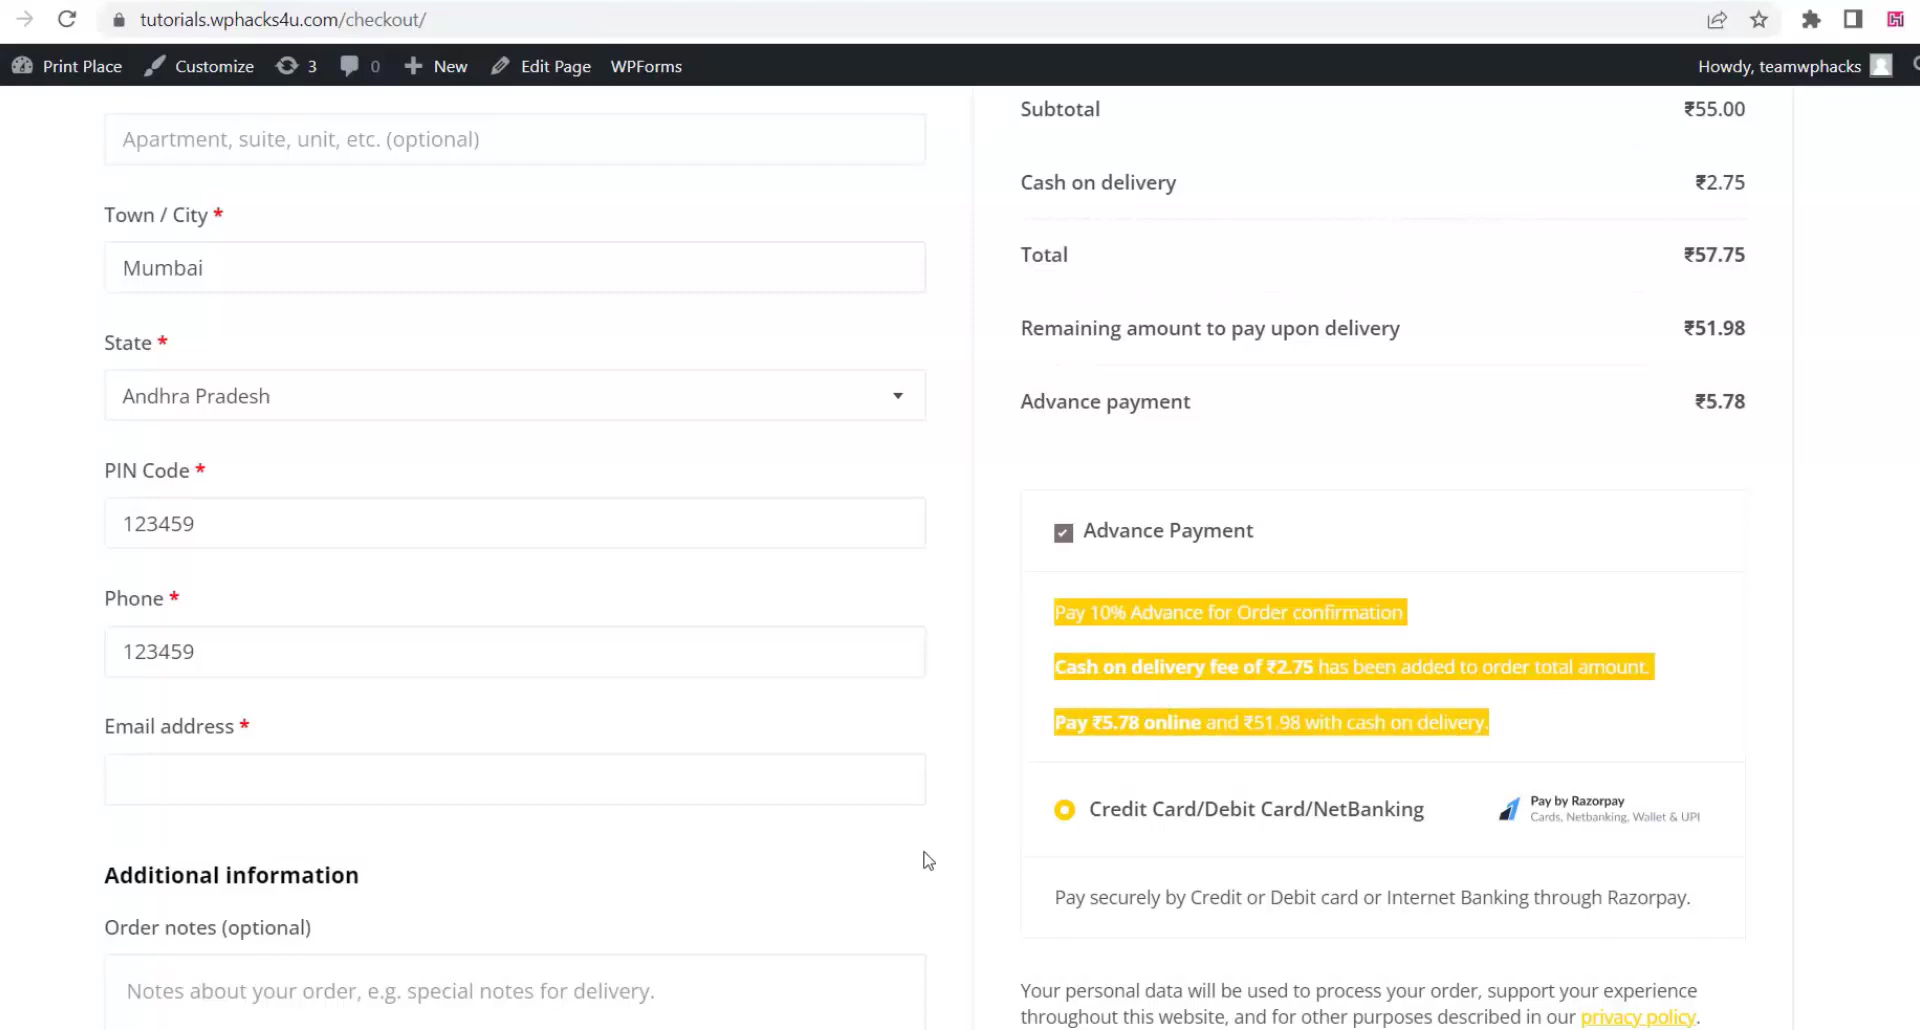 tutorials.wphacks4u.com/checkout/
Print Place Customize 3 0 New Edit Page WPForms Howdy, teamwphacks
Apartment, suite, unit, etc. (optional)
Town / City *
Mumbai
State *
Andhra Pradesh
PIN Code *
123459
Phone *
123459
Email address *
Additional information
Order notes (optional)
Notes about your order, e.g. special notes for delivery.
Subtotal ₹55.00
Cash on delivery ₹2.75
Total ₹57.75
Remaining amount to pay upon delivery ₹51.98
Advance payment ₹5.78
Advance Payment
Pay 10% Advance for Order confirmation
Cash on delivery fee of ₹2.75 has been added to order total amount.
Pay ₹5.78 online and ₹51.98 with cash on delivery.
Credit Card/Debit Card/NetBanking
Pay by Razorpay
Cards, Netbanking, Wallet & UPI
Pay securely by Credit or Debit card or Internet Banking through Razorpay.
Your personal data will be used to process your order, support your experience
throughout this website, and for other purposes described in our privacy policy.